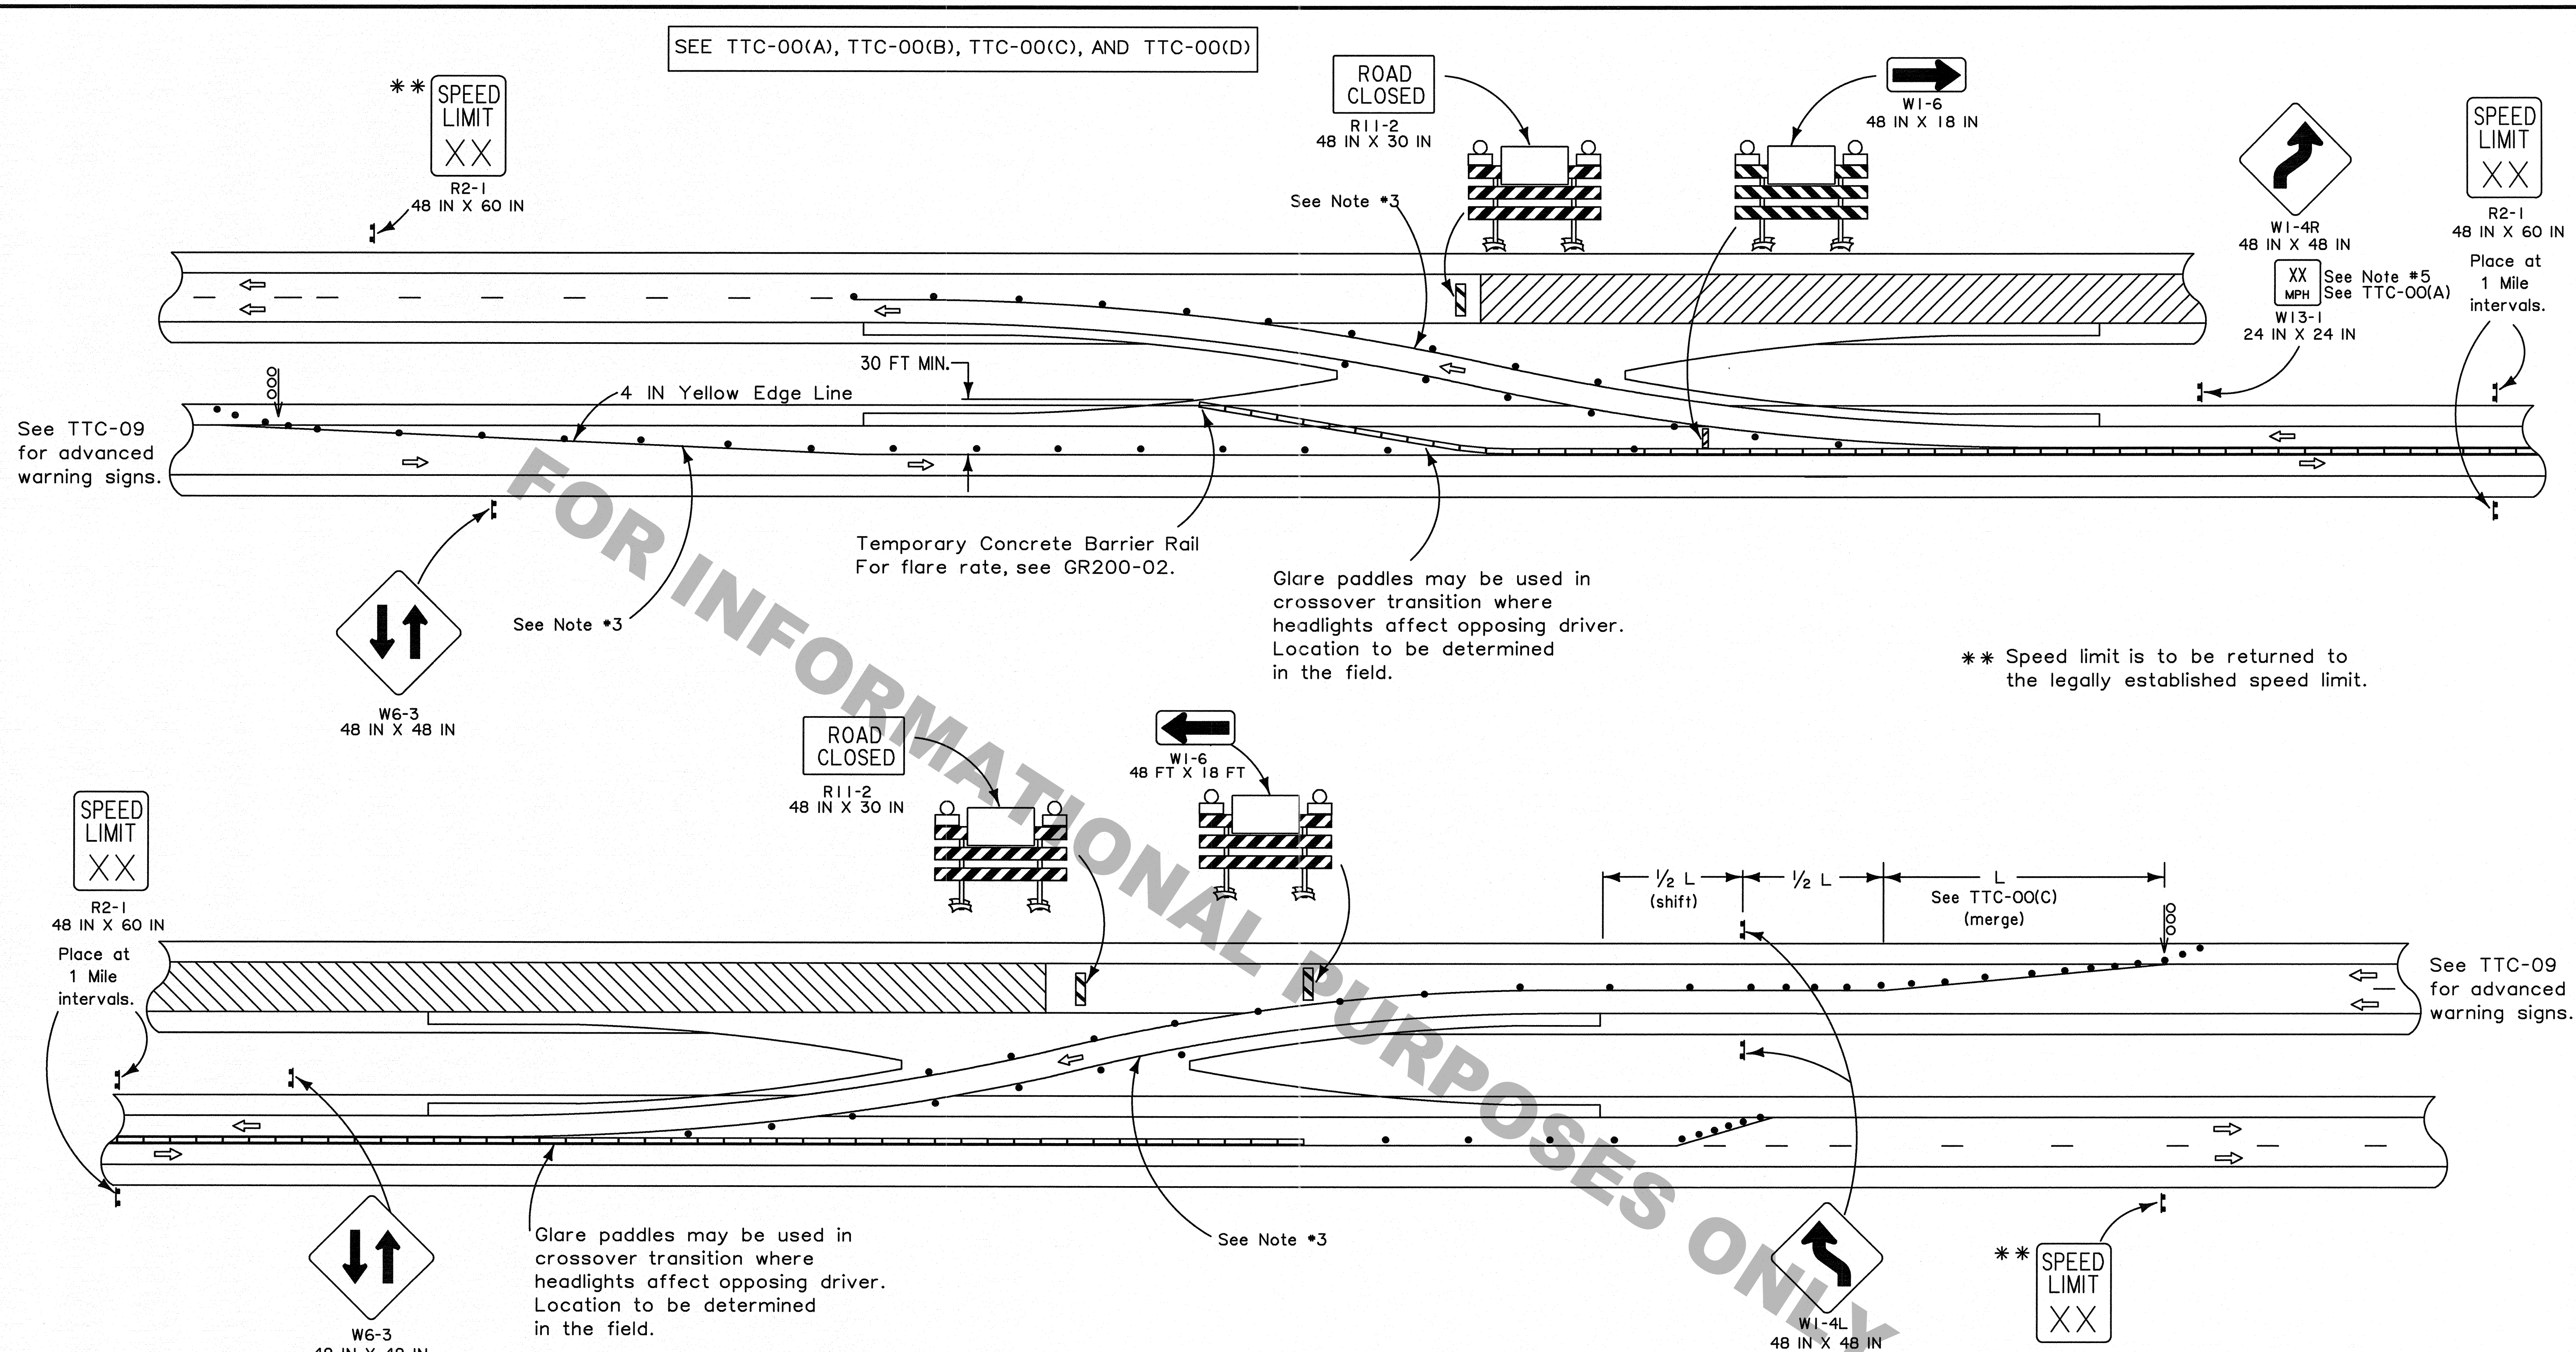 SEE TTC-00(A), TTC-00(B), TTC-00(C), AND TTC-00(D)
** SPEED
LIMIT
XX
R2-1
48 IN X 60 IN
ROAD
CLOSED
R11-2
48 IN X 30 IN
W1-6
48 IN X 18 IN
See Note #3
W1-4R
48 IN X 48 IN
XX
MPH
See Note #5
See TTC-00(A)
W13-1
24 IN X 24 IN
SPEED
LIMIT
XX
R2-1
48 IN X 60 IN
Place at
1 Mile
intervals.
30 FT MIN.
4 IN Yellow Edge Line
See TTC-09
for advanced
warning signs.
Temporary Concrete Barrier Rail
For flare rate, see GR200-02.
Glare paddles may be used in
crossover transition where
headlights affect opposing driver.
Location to be determined
in the field.
See Note #3
W6-3
48 IN X 48 IN
** Speed limit is to be returned to
the legally established speed limit.
FOR INFORMATIONAL PURPOSES ONLY
SPEED
LIMIT
XX
R2-1
48 IN X 60 IN
Place at
1 Mile
intervals.
ROAD
CLOSED
R11-2
48 IN X 30 IN
W1-6
48 FT X 18 FT
1/2 L
(shift)
1/2 L
L
See TTC-00(C)
(merge)
See TTC-09
for advanced
warning signs.
Glare paddles may be used in
crossover transition where
headlights affect opposing driver.
Location to be determined
in the field.
See Note #3
W6-3
48 IN X 48 IN
W1-4L
48 IN X 48 IN
** SPEED
LIMIT
XX